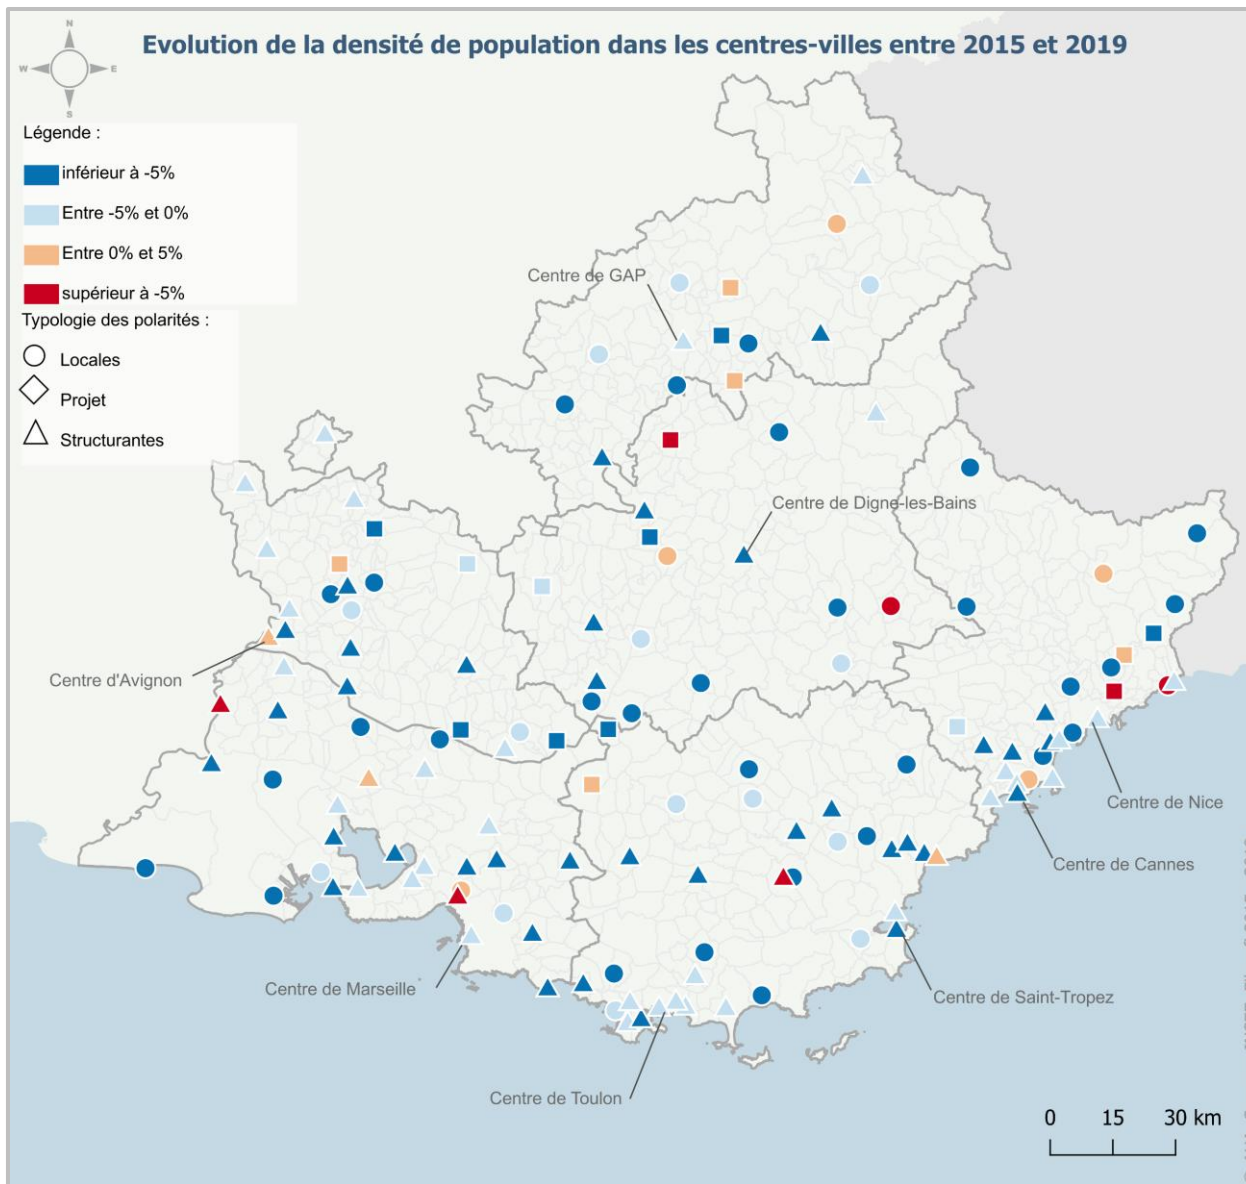 N
Evolution de la densité de population dans les centres-villes entre 2015 et 2019
W E
S
Légende :
inférieur à -5%
Entre -5% et 0%
Entre 0% et 5%
supérieur à -5%
Typologie des polarités :
Locales
Projet
Structurantes
Centre de GAP
Centre de Digne-les-Bains
Centre d'Avignon
Centre de Nice
Centre de Cannes
Centre de Marseille
Centre de Saint-Tropez
Centre de Toulon
0 15 30 km